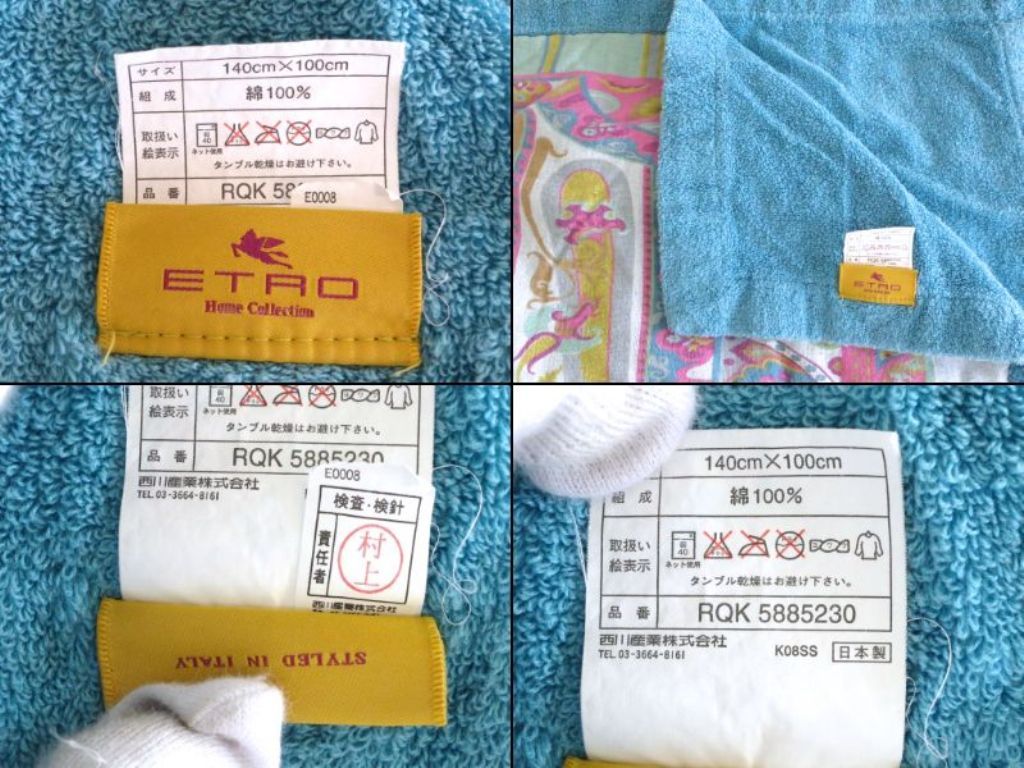 サイズ 140cm×100cm
組成 綿100%
取扱い
絵表示
40
ネット使用
タンブル乾燥はお避け下さい。
品番 RQK 58
E0008
ETRO
Home Collection
ETRO
取扱い
絵表示
40
ネット使用
タンブル乾燥はお避け下さい。
品番 RQK 5885230
西川産業株式会社
TEL.03-3664-8161
E0008
検査・検針
責任者
村上
西川産業株式会社
STYLED IN ITALY
140cm×100cm
組成 綿100%
取扱い
絵表示
40
ネット使用
タンブル乾燥はお避け下さい。
品番 RQK 5885230
西川産業株式会社
TEL.03-3664-8161 K08SS 日本製